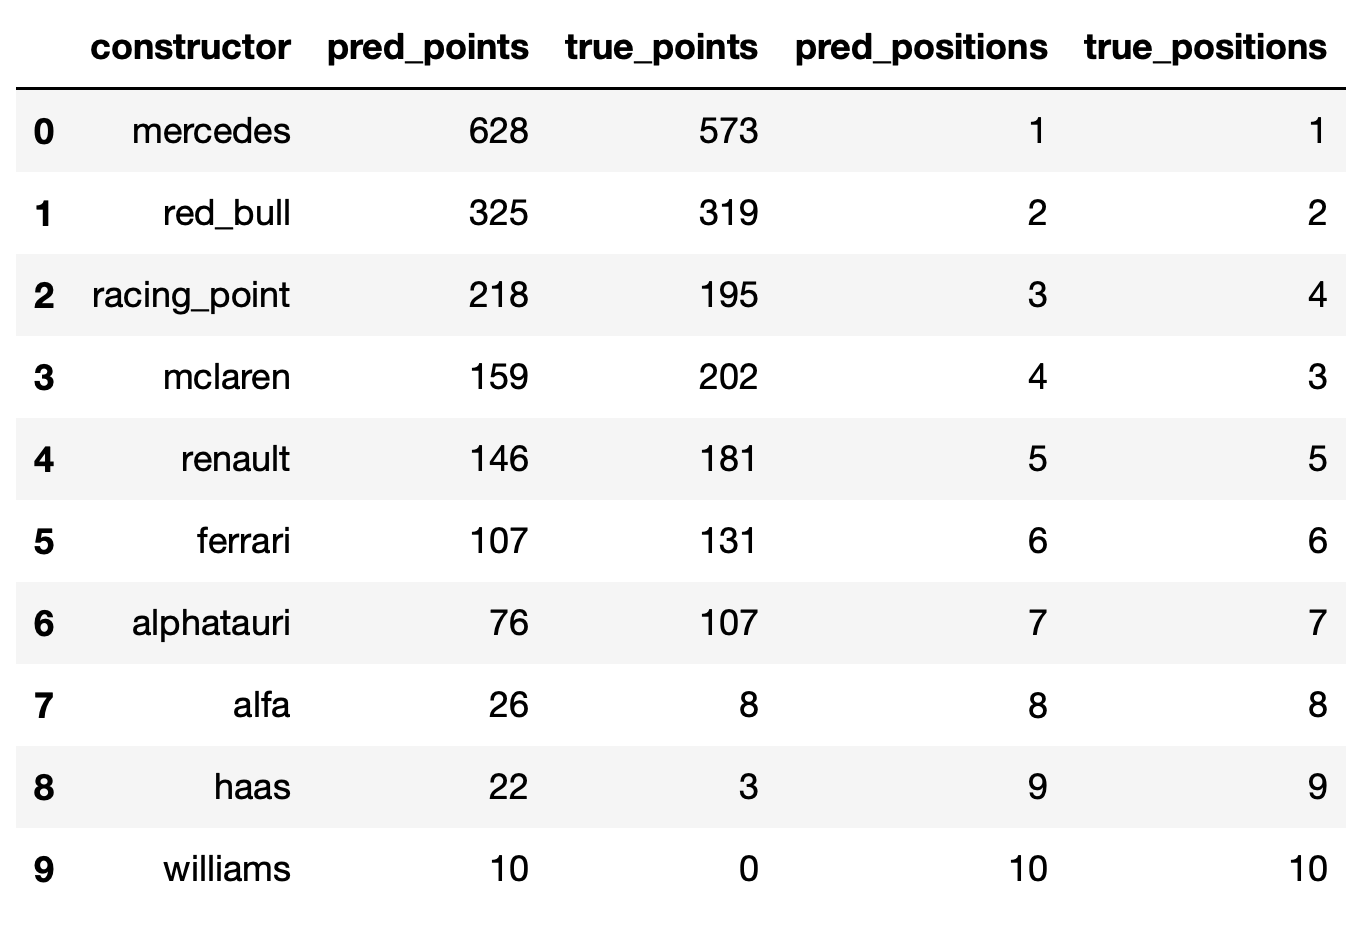 constructor pred_points true_points pred_positions true_positions
0 mercedes 628 573 1 1
1 red_bull 325 319 2 2
2 racing_point 218 195 3 4
3 mclaren 159 202 4 3
4 renault 146 181 5 5
5 ferrari 107 131 6 6
6 alphatauri 76 107 7 7
7 alfa 26 8 8 8
8 haas 22 3 9 9
9 williams 10 0 10 10